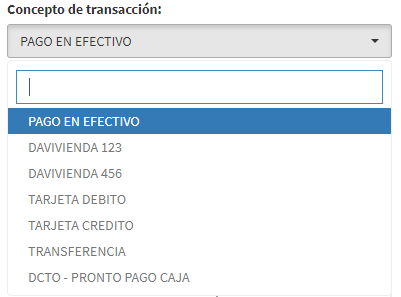 Concepto de transacción:
PAGO EN EFECTIVO
PAGO EN EFECTIVO
DAVIVIENDA 123
DAVIVIENDA 456
TARJETA DEBITO
TARJETA CREDITO
TRANSFERENCIA
DCTO - PRONTO PAGO CAJA